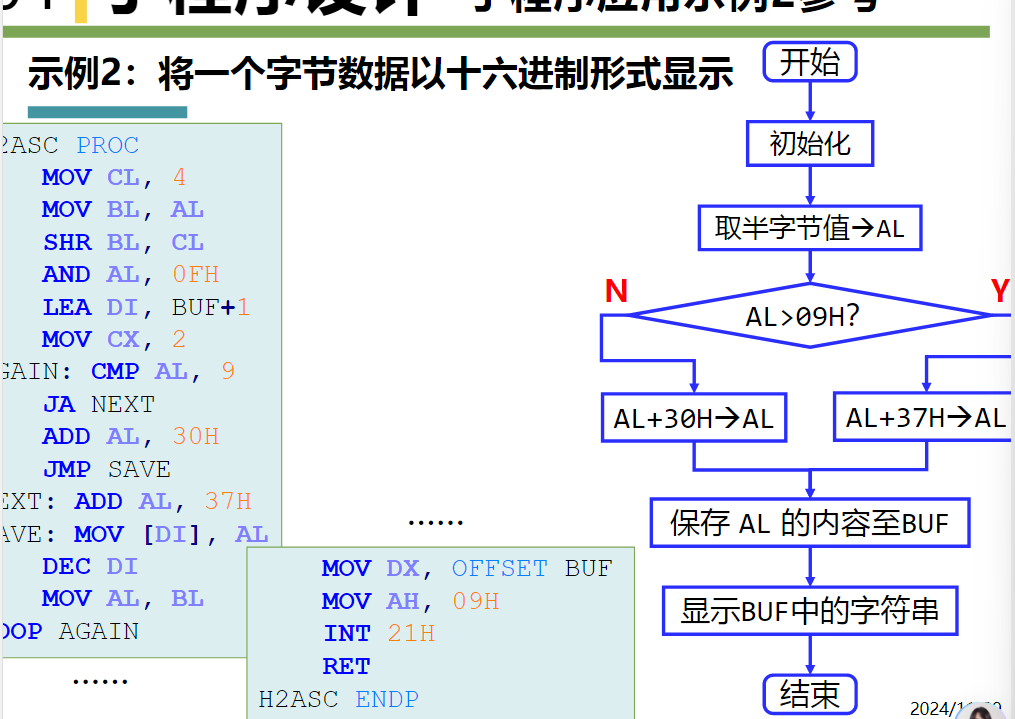 示例2：将一个字节数据以十六进制形式显示
2ASC PROC
MOV CL, 4
MOV BL, AL
SHR BL, CL
AND AL, 0FH
LEA DI, BUF+1
MOV CX, 2
GAIN: CMP AL, 9
JA NEXT
ADD AL, 30H
JMP SAVE
EXT: ADD AL, 37H
AVE: MOV [DI], AL
DEC DI
MOV AL, BL
OOP AGAIN
......
......
MOV DX, OFFSET BUF
MOV AH, 09H
INT 21H
RET
H2ASC ENDP
开始
初始化
取半字节值→AL
N
Y
AL>09H?
AL+30H→AL
AL+37H→AL
保存 AL 的内容至BUF
显示BUF中的字符串
结束